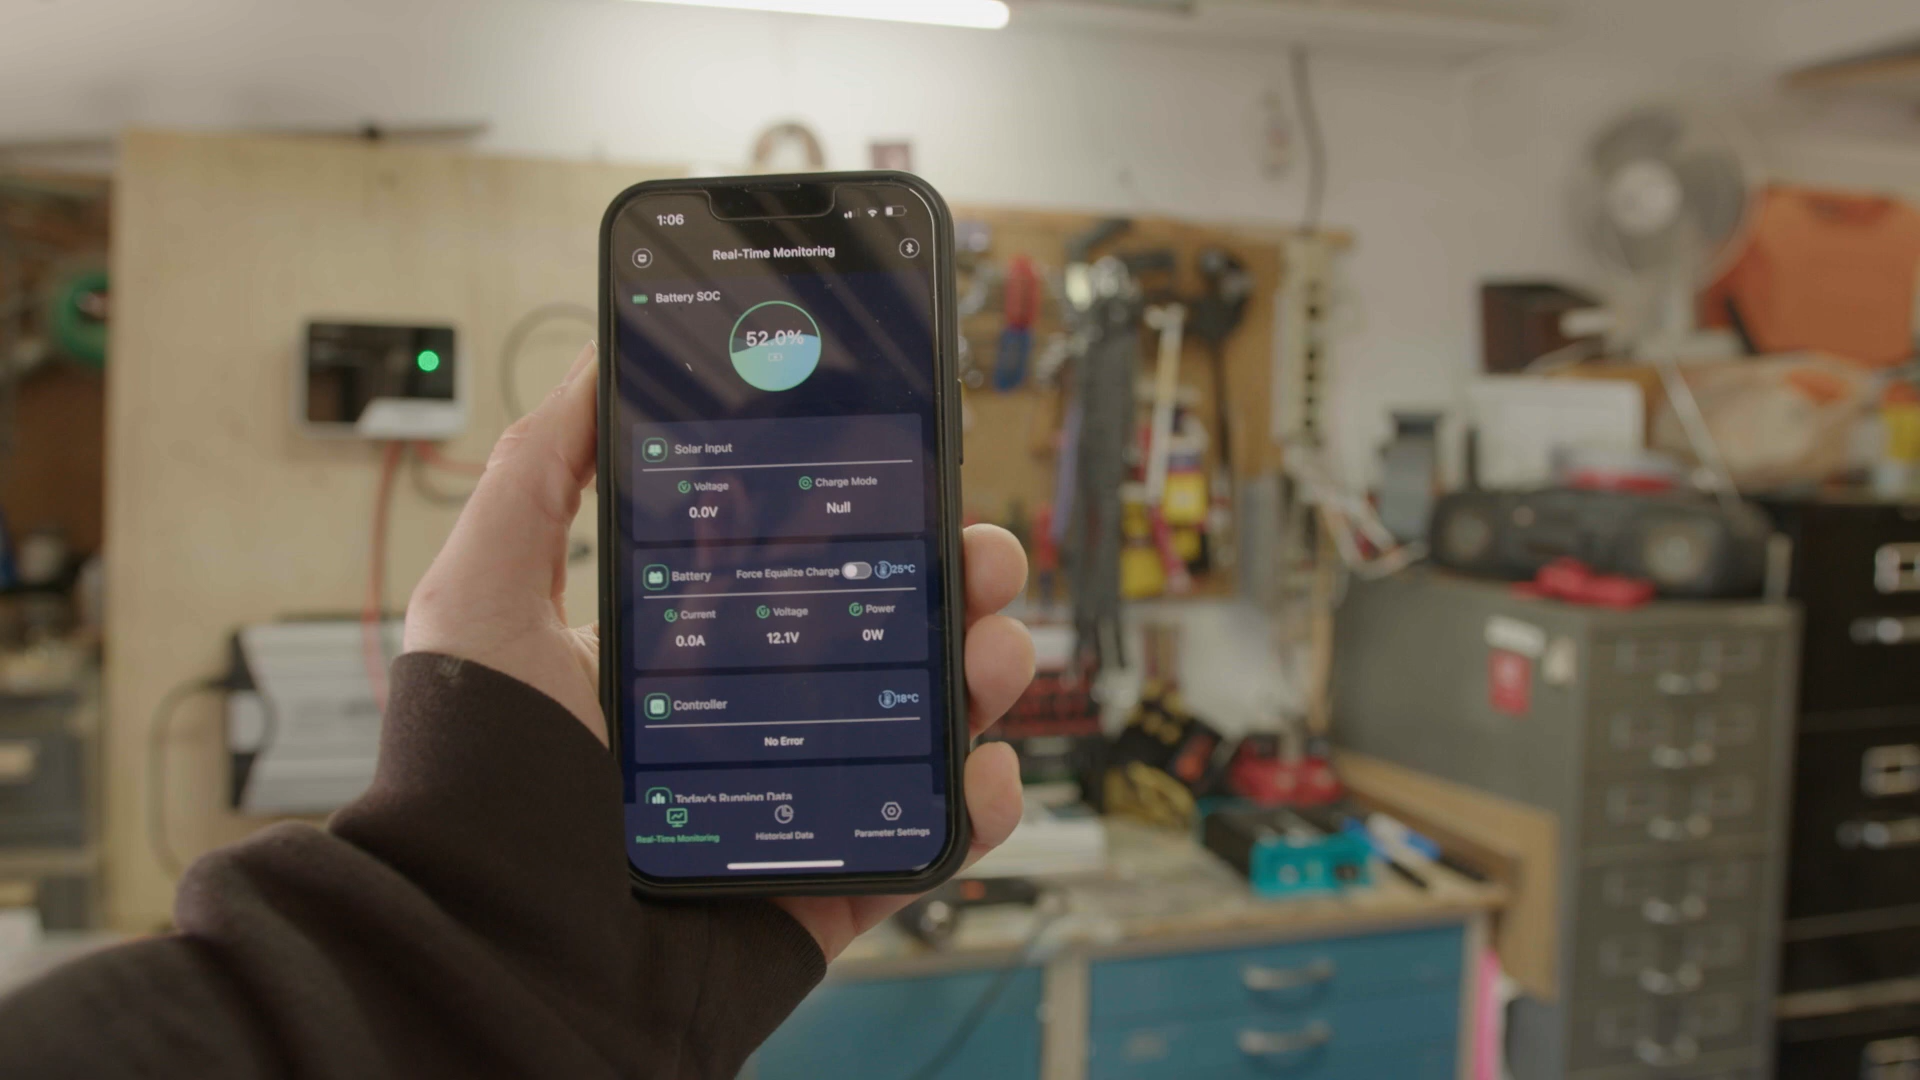 1:06
Real-Time Monitoring
Battery SOC
52.0%
Solar Input
Voltage
Charge Mode
0.0V
Null
Battery
Force Equalize Charge
25°C
Current
Voltage
Power
0.0A
12.1V
0W
Controller
18°C
No Error
Today's Running Data
Real-Time Monitoring
Historical Data
Parameter Settings